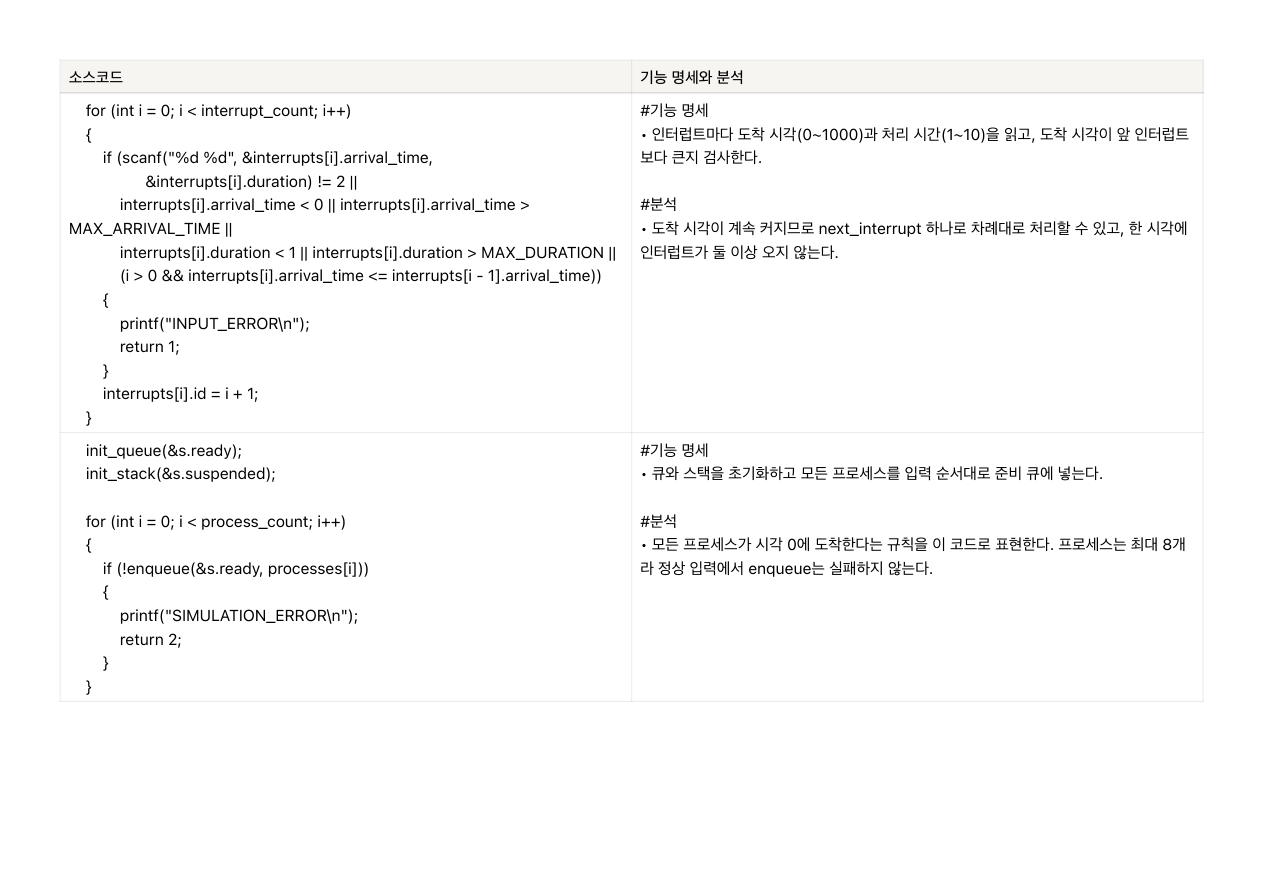 소스코드
기능 명세와 분석
for (int i = 0; i < interrupt_count; i++)
{
if (scanf("%d %d", &interrupts[i].arrival_time,
&interrupts[i].duration) != 2 ||
interrupts[i].arrival_time < 0 || interrupts[i].arrival_time >
MAX_ARRIVAL_TIME ||
interrupts[i].duration < 1 || interrupts[i].duration > MAX_DURATION ||
(i > 0 && interrupts[i].arrival_time <= interrupts[i - 1].arrival_time))
{
printf("INPUT_ERROR\n");
return 1;
}
interrupts[i].id = i + 1;
}
#기능 명세
• 인터럽트마다 도착 시각(0~1000)과 처리 시간(1~10)을 읽고, 도착 시각이 앞 인터럽트
보다 큰지 검사한다.
#분석
• 도착 시각이 계속 커지므로 next_interrupt 하나로 차례대로 처리할 수 있고, 한 시각에
인터럽트가 둘 이상 오지 않는다.
init_queue(&s.ready);
init_stack(&s.suspended);
for (int i = 0; i < process_count; i++)
{
if (!enqueue(&s.ready, processes[i]))
{
printf("SIMULATION_ERROR\n");
return 2;
}
}
#기능 명세
• 큐와 스택을 초기화하고 모든 프로세스를 입력 순서대로 준비 큐에 넣는다.
#분석
• 모든 프로세스가 시각 0에 도착한다는 규칙을 이 코드로 표현한다. 프로세스는 최대 8개
라 정상 입력에서 enqueue는 실패하지 않는다.